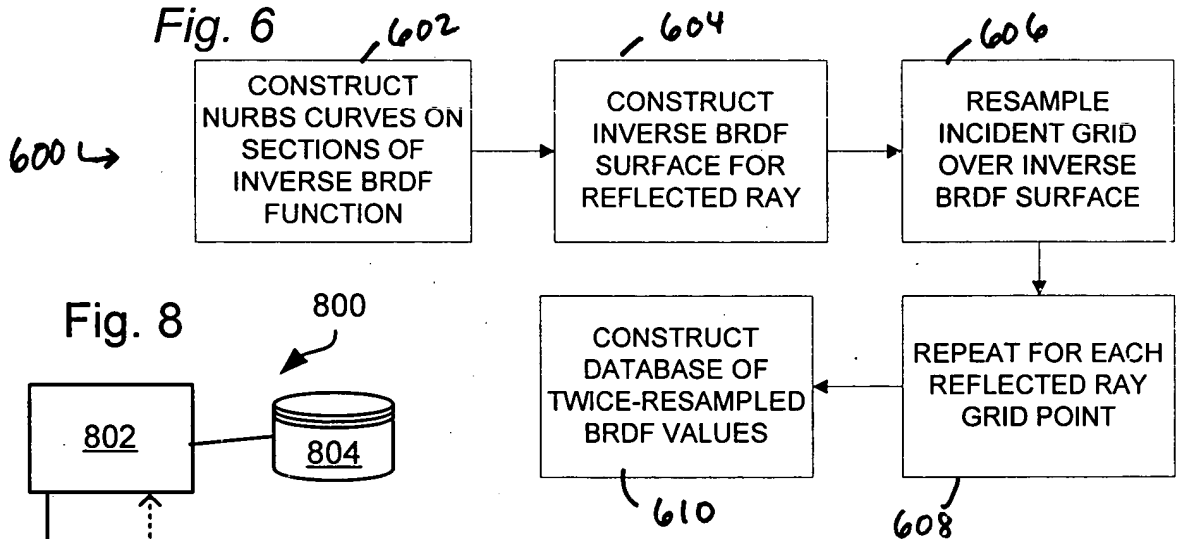 Fig. 6
602
604
606
600
CONSTRUCT
NURBS CURVES ON
SECTIONS OF
INVERSE BRDF
FUNCTION
CONSTRUCT
INVERSE BRDF
SURFACE FOR
REFLECTED RAY
RESAMPLE
INCIDENT GRID
OVER INVERSE
BRDF SURFACE
Fig. 8
800
802
804
CONSTRUCT
DATABASE OF
TWICE-RESAMPLED
BRDF VALUES
REPEAT FOR EACH
REFLECTED RAY
GRID POINT
610
608